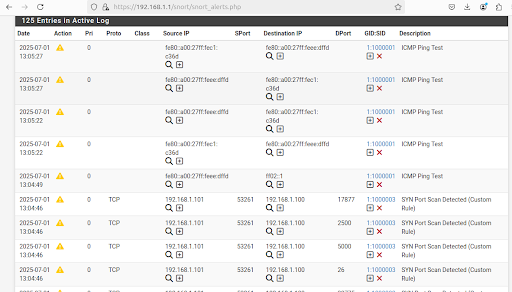 https://192.168.1.1/snort/snort_alerts.php
125 Entries in Active Log
Date Action Pri Proto Class Source IP SPort Destination IP DPort GID:SID Description
2025-07-01 0 fe80::a00:27ff:fec1: fe80::a00:27ff:feee:dffd 1:1000001 ICMP Ping Test
13:05:27 c36d
2025-07-01 0 fe80::a00:27ff:feee:dffd fe80::a00:27ff:fec1: 1:1000001 ICMP Ping Test
13:05:27 c36d
2025-07-01 0 fe80::a00:27ff:feee:dffd fe80::a00:27ff:fec1: 1:1000001 ICMP Ping Test
13:05:22 c36d
2025-07-01 0 fe80::a00:27ff:fec1: fe80::a00:27ff:feee:dffd 1:1000001 ICMP Ping Test
13:05:22 c36d
2025-07-01 0 fe80::a00:27ff:feee:dffd ff02::1 1:1000001 ICMP Ping Test
13:04:49
2025-07-01 0 TCP 192.168.1.101 53261 192.168.1.100 17877 1:1000003 SYN Port Scan Detected (Custom
13:04:46 Rule)
2025-07-01 0 TCP 192.168.1.101 53261 192.168.1.100 2500 1:1000003 SYN Port Scan Detected (Custom
13:04:46 Rule)
2025-07-01 0 TCP 192.168.1.101 53261 192.168.1.100 5000 1:1000003 SYN Port Scan Detected (Custom
13:04:46 Rule)
2025-07-01 0 TCP 192.168.1.101 53261 192.168.1.100 26 1:1000003 SYN Port Scan Detected (Custom
13:04:46 Rule)